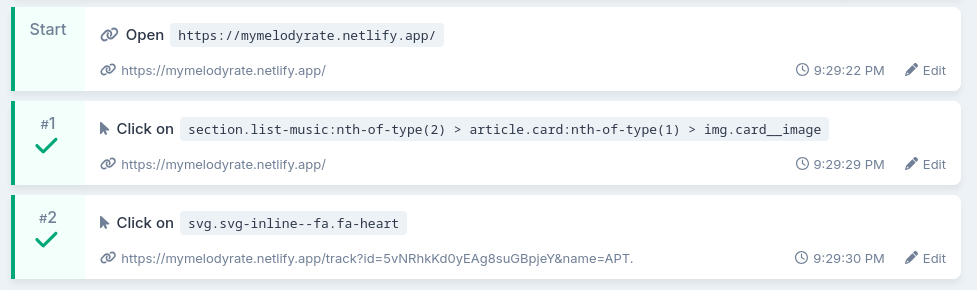 Start
Open https://mymelodyrate.netlify.app/
https://mymelodyrate.netlify.app/ 9:29:22 PM Edit
#1
Click on section.list-music:nth-of-type(2) > article.card:nth-of-type(1) > img.card__image
https://mymelodyrate.netlify.app/ 9:29:29 PM Edit
#2
Click on svg.svg-inline--fa.fa-heart
https://mymelodyrate.netlify.app/track?id=5vNRhkKd0yEAg8suGBpjeY&name=APT. 9:29:30 PM Edit